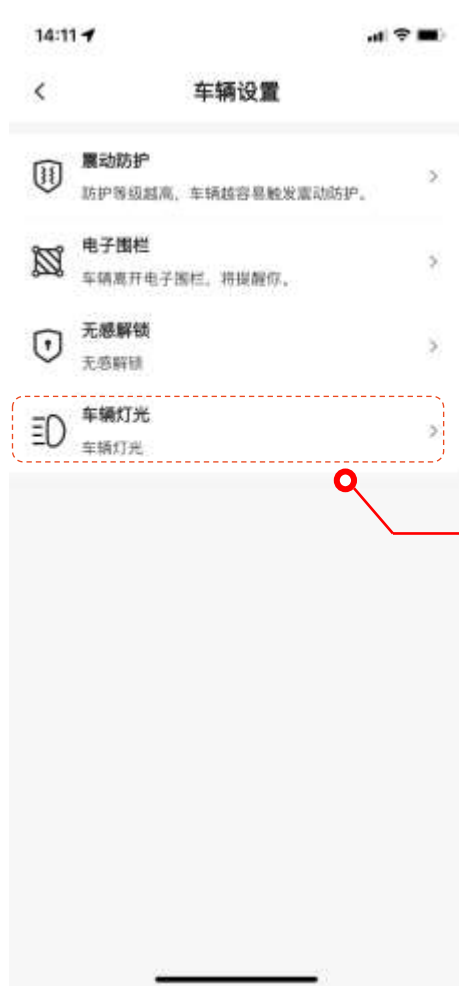 14:11
车辆设置
震动防护
防护等级越高，车辆越容易触发震动防护。
电子围栏
车辆离开电子围栏，将提醒你。
无感解锁
无感解锁
车辆灯光
车辆灯光